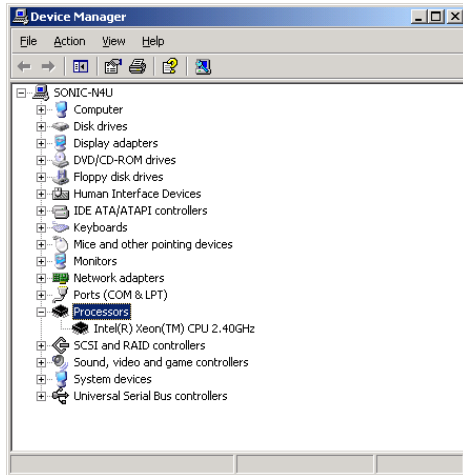 Device Manager
File Action View Help
SONIC-N4U
Computer
Disk drives
Display adapters
DVD/CD-ROM drives
Floppy disk drives
Human Interface Devices
IDE ATA/ATAPI controllers
Keyboards
Mice and other pointing devices
Monitors
Network adapters
Ports (COM & LPT)
Processors
Intel(R) Xeon(TM) CPU 2.40GHz
SCSI and RAID controllers
Sound, video and game controllers
System devices
Universal Serial Bus controllers